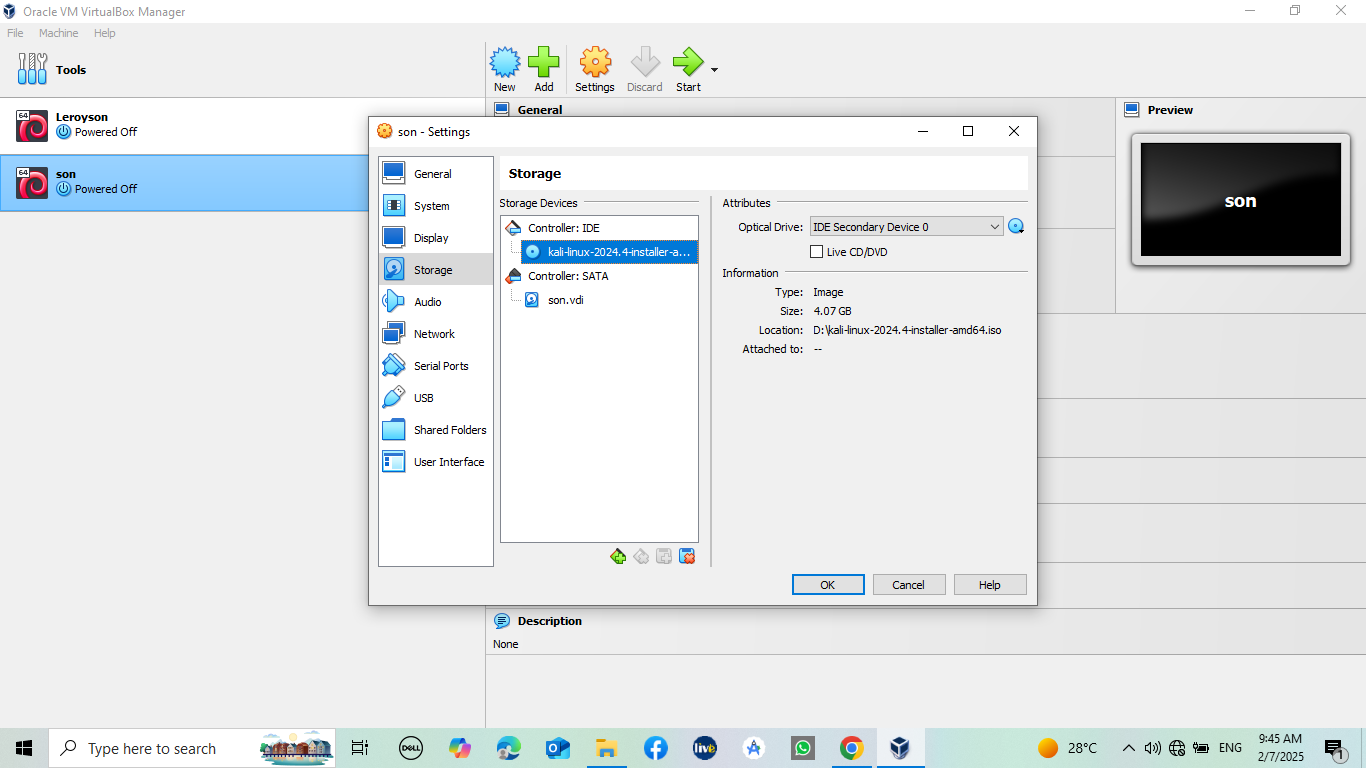 Oracle VM VirtualBox Manager
File Machine Help
Tools
New Add Settings Discard Start
64 Leroyson
Powered Off
64 son
Powered Off
General
Preview
son
son - Settings
General
System
Display
Storage
Audio
Network
Serial Ports
USB
Shared Folders
User Interface
Storage
Storage Devices
Controller: IDE
kali-linux-2024.4-installer-a...
Controller: SATA
son.vdi
Attributes
Optical Drive: IDE Secondary Device 0
Live CD/DVD
Information
Type: Image
Size: 4.07 GB
Location: D:\kali-linux-2024.4-installer-amd64.iso
Attached to: --
OK Cancel Help
Description
None
Type here to search
DELL
live
28°C
ENG
9:45 AM
2/7/2025
1